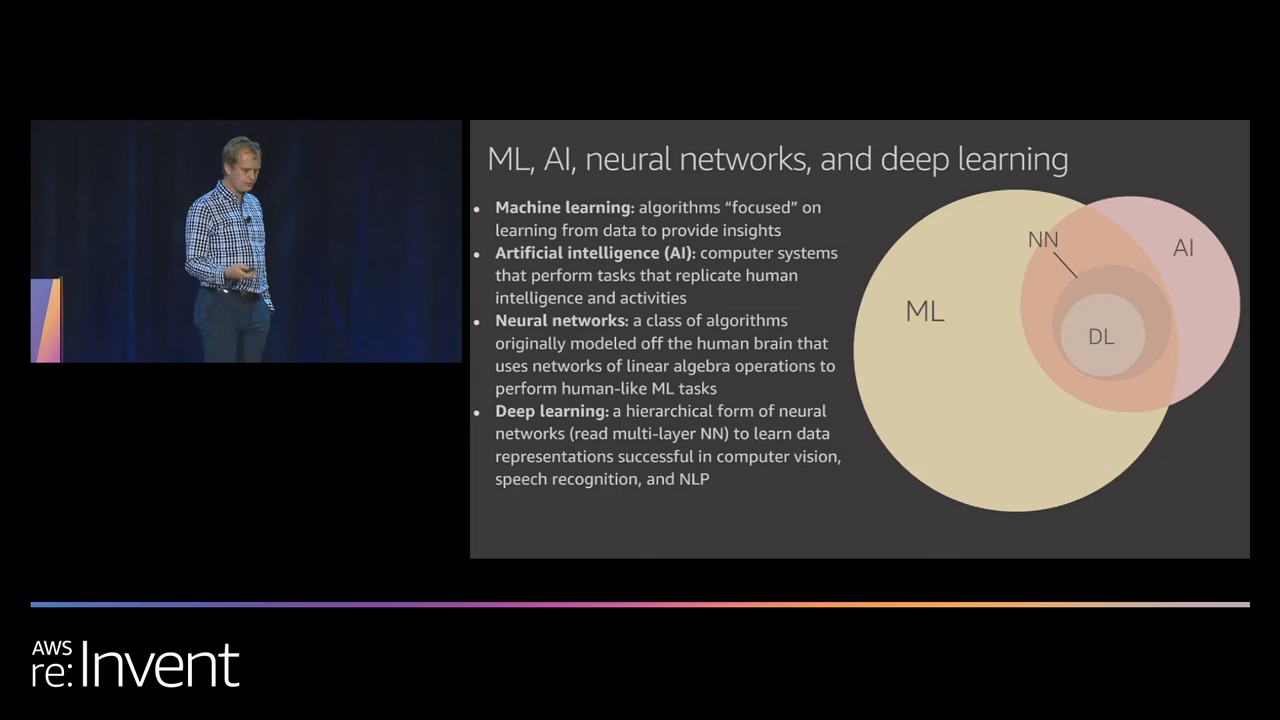 ML, AI, neural networks, and deep learning
• Machine learning: algorithms “focused” on
learning from data to provide insights
• Artificial intelligence (AI): computer systems
that perform tasks that replicate human
intelligence and activities
• Neural networks: a class of algorithms
originally modeled off the human brain that
uses networks of linear algebra operations to
perform human-like ML tasks
• Deep learning: a hierarchical form of neural
networks (read multi-layer NN) to learn data
representations successful in computer vision,
speech recognition, and NLP
NN
AI
ML
DL
AWS
re:Invent